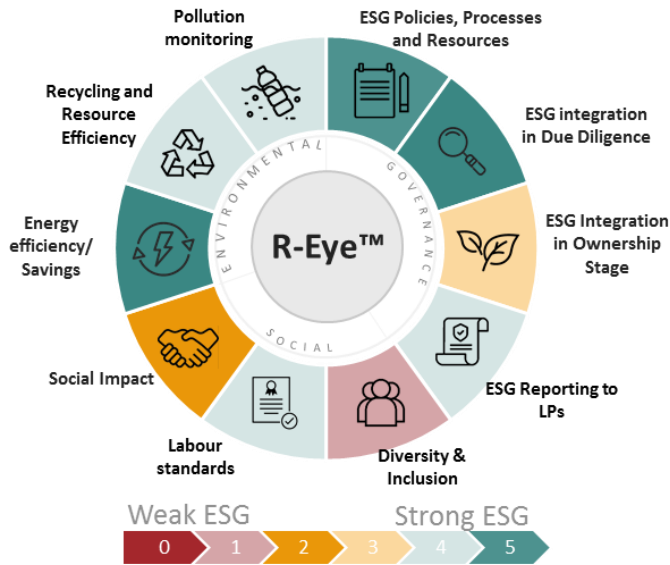 Pollution
monitoring
ESG Policies, Processes
and Resources
Recycling and
Resource
Efficiency
ESG integration
in Due Diligence
ENVIRONMENTAL
GOVERNANCE
Energy
efficiency/
Savings
R-Eye™
ESG Integration
in Ownership
Stage
SOCIAL
Social Impact
ESG Reporting to
LPs
Labour
standards
Diversity &
Inclusion
Weak ESG
Strong ESG
0 1 2 3 4 5